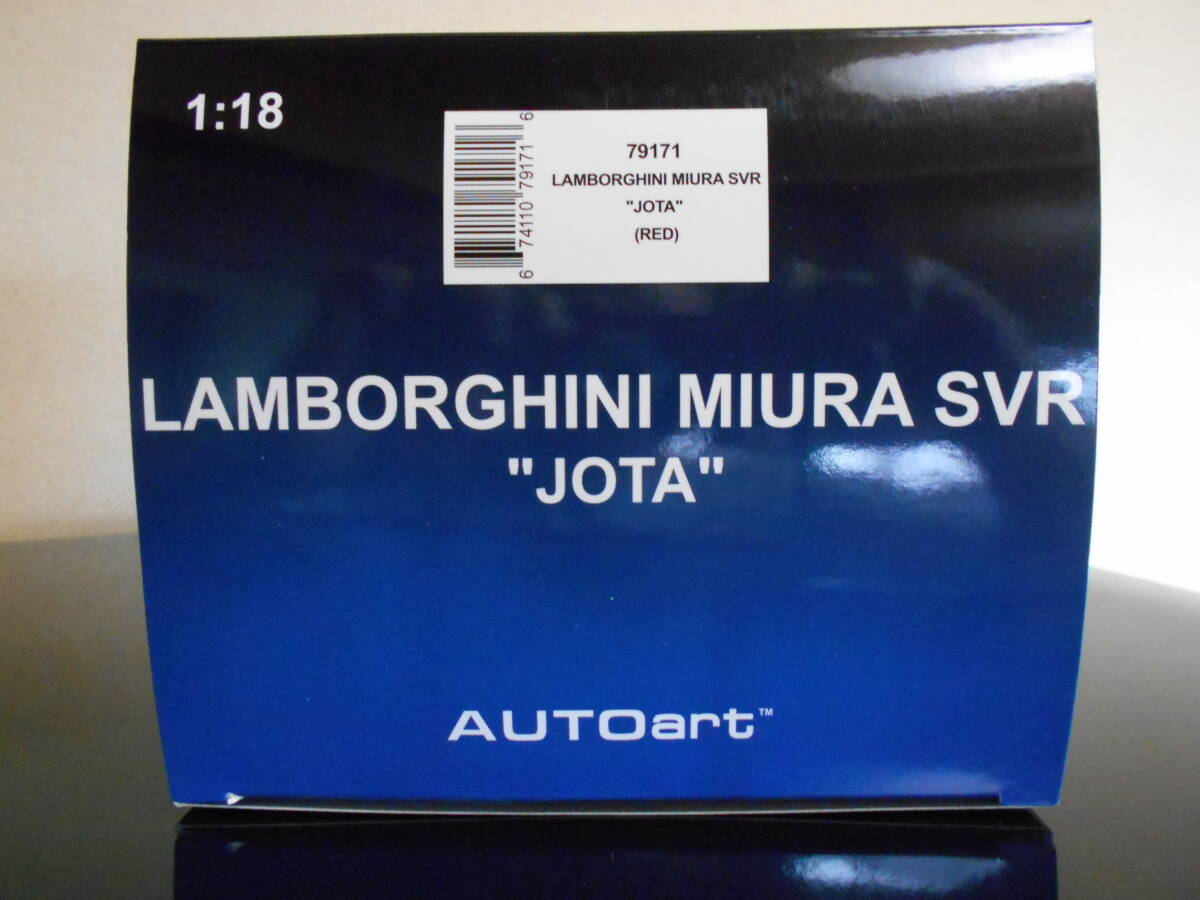 1:18
6 74110 79171 6
79171
LAMBORGHINI MIURA SVR
"JOTA"
(RED)
LAMBORGHINI MIURA SVR
"JOTA"
AUTOart™